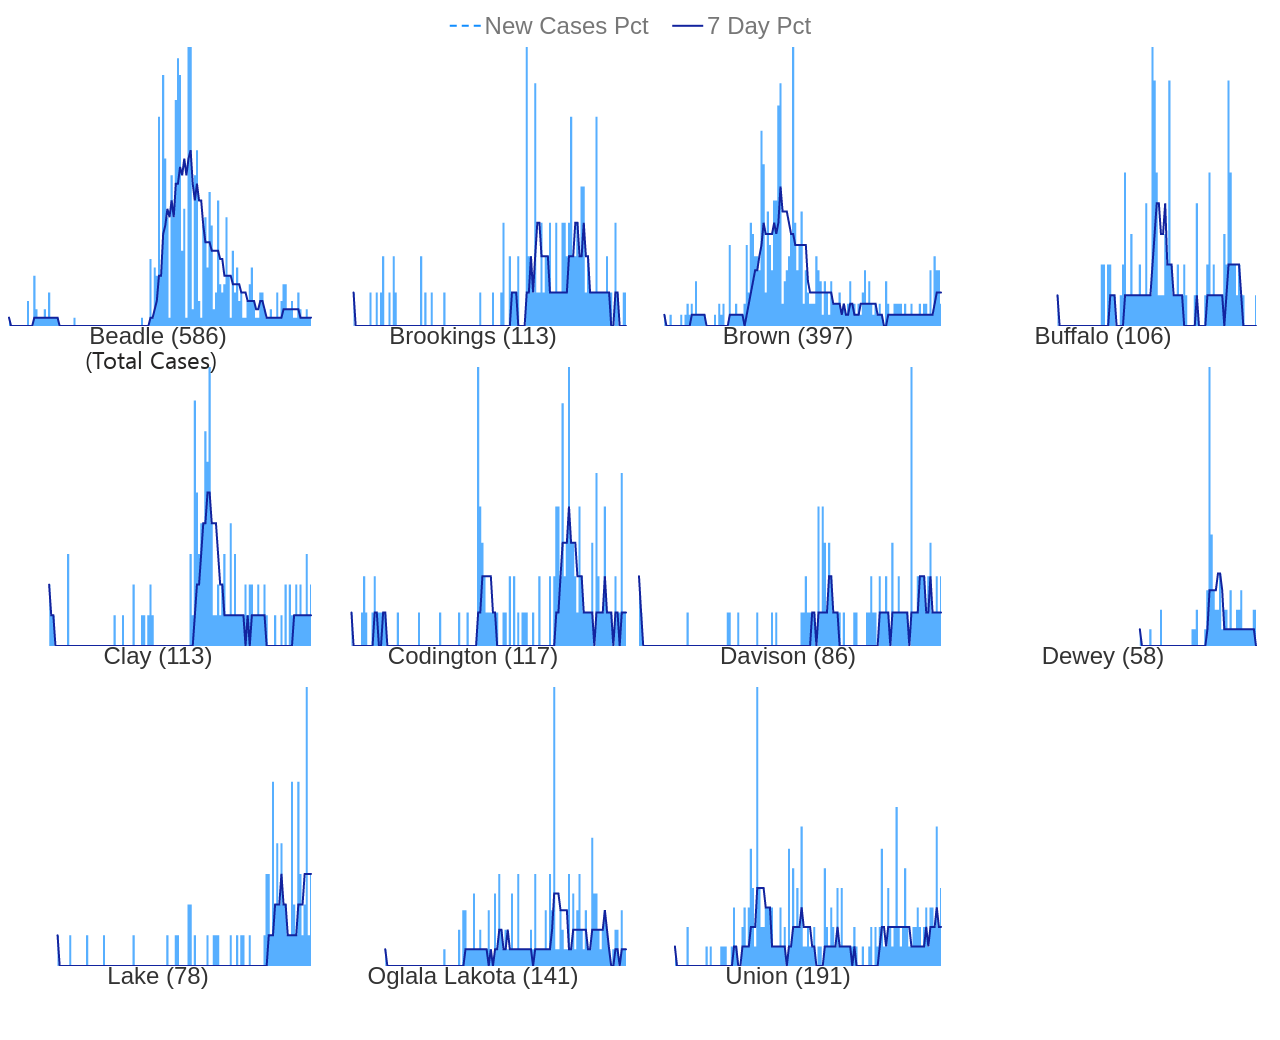 New Cases Pct 7 Day Pct
Beadle (586) Brookings (113) Brown (397) Buffalo (106)
(Total Cases)
Clay (113) Codington (117) Davison (86) Dewey (58)
Lake (78) Oglala Lakota (141) Union (191)